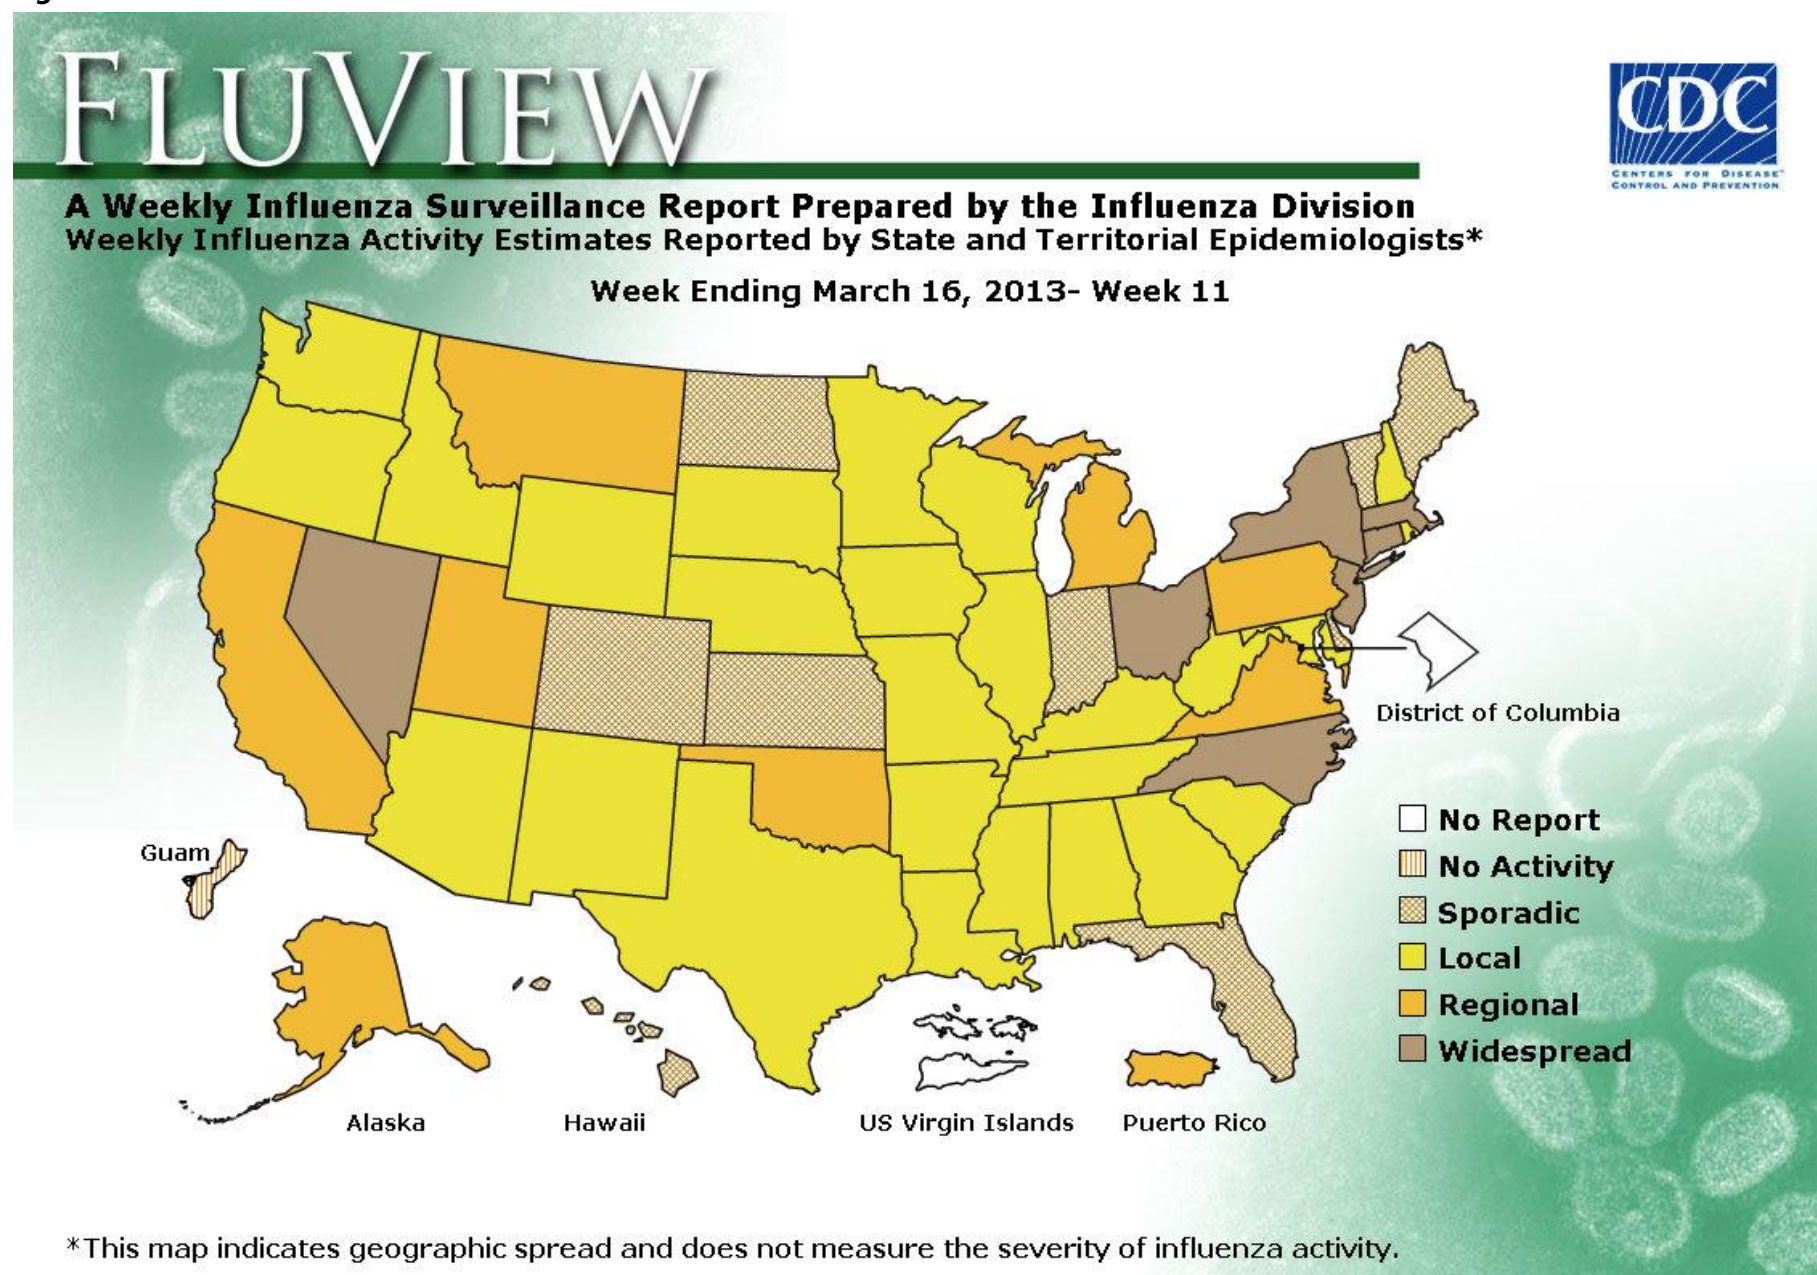 FLUVIEW
CDC
CENTERS FOR DISEASE™
CONTROL AND PREVENTION
A Weekly Influenza Surveillance Report Prepared by the Influenza Division
Weekly Influenza Activity Estimates Reported by State and Territorial Epidemiologists*
Week Ending March 16, 2013- Week 11
District of Columbia
No Report
Guam
No Activity
Sporadic
Local
Regional
Widespread
Alaska
Hawaii
US Virgin Islands
Puerto Rico
*This map indicates geographic spread and does not measure the severity of influenza activity.